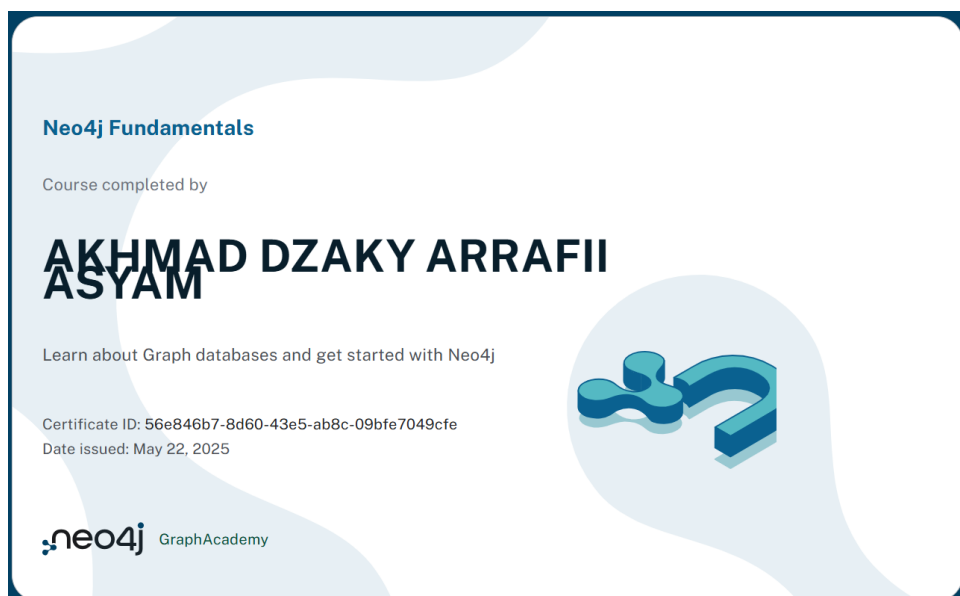 Neo4j Fundamentals
Course completed by
AKHMAD DZAKY ARRAFII
ASYAM
Learn about Graph databases and get started with Neo4j
Certificate ID: 56e846b7-8d60-43e5-ab8c-09bfe7049cfe
Date issued: May 22, 2025
neo4j GraphAcademy